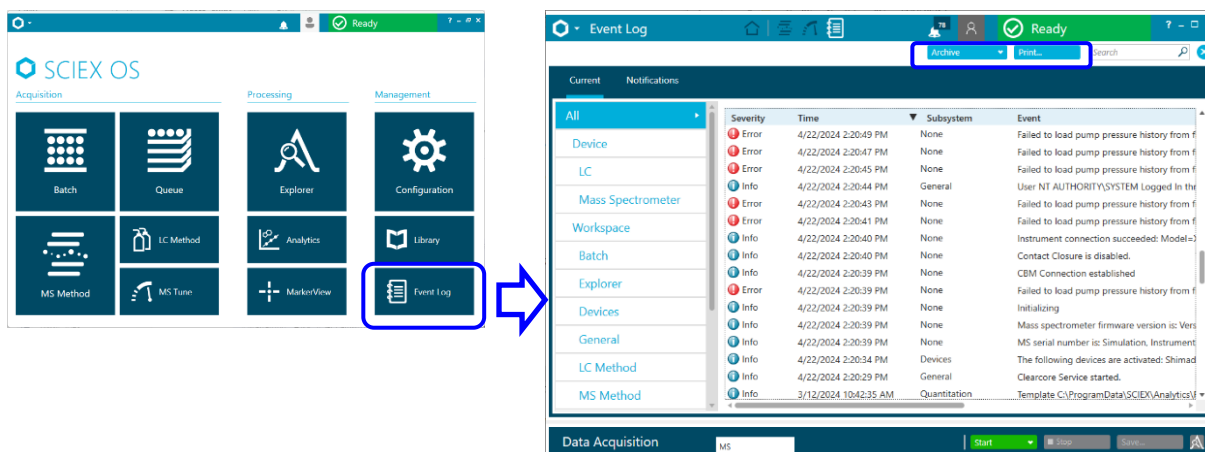 Ready
? – ×
SCIEX OS
Acquisition
Processing
Management
Batch
Queue
Explorer
Configuration
MS Method
LC Method
Analytics
Library
MS Tune
MarkerView
Event Log
Event Log
78
Ready
? –
Archive
Print...
Search
Current Notifications
All
Device
LC
Mass Spectrometer
Workspace
Batch
Explorer
Devices
General
LC Method
MS Method
Severity Time Subsystem Event
Error 4/22/2024 2:20:49 PM None Failed to load pump pressure history from f
Error 4/22/2024 2:20:47 PM None Failed to load pump pressure history from f
Error 4/22/2024 2:20:45 PM None Failed to load pump pressure history from f
Info 4/22/2024 2:20:44 PM General User NT AUTHORITY\SYSTEM Logged In thr
Error 4/22/2024 2:20:43 PM None Failed to load pump pressure history from f
Error 4/22/2024 2:20:41 PM None Failed to load pump pressure history from f
Info 4/22/2024 2:20:40 PM None Instrument connection succeeded: Model=X
Info 4/22/2024 2:20:40 PM None Contact Closure is disabled.
Info 4/22/2024 2:20:39 PM None CBM Connection established
Error 4/22/2024 2:20:39 PM None Failed to load pump pressure history from f
Info 4/22/2024 2:20:39 PM None Initializing
Info 4/22/2024 2:20:39 PM None Mass spectrometer firmware version is: Vers
Info 4/22/2024 2:20:39 PM None MS serial number is: Simulation, Instrument
Info 4/22/2024 2:20:34 PM Devices The following devices are activated: Shimad
Info 4/22/2024 2:20:29 PM General Clearcore Service started.
Info 3/12/2024 10:42:35 AM Quantitation Template C:\ProgramData\SCIEX\Analytics\
Data Acquisition
MS
Start
Stop
Save...